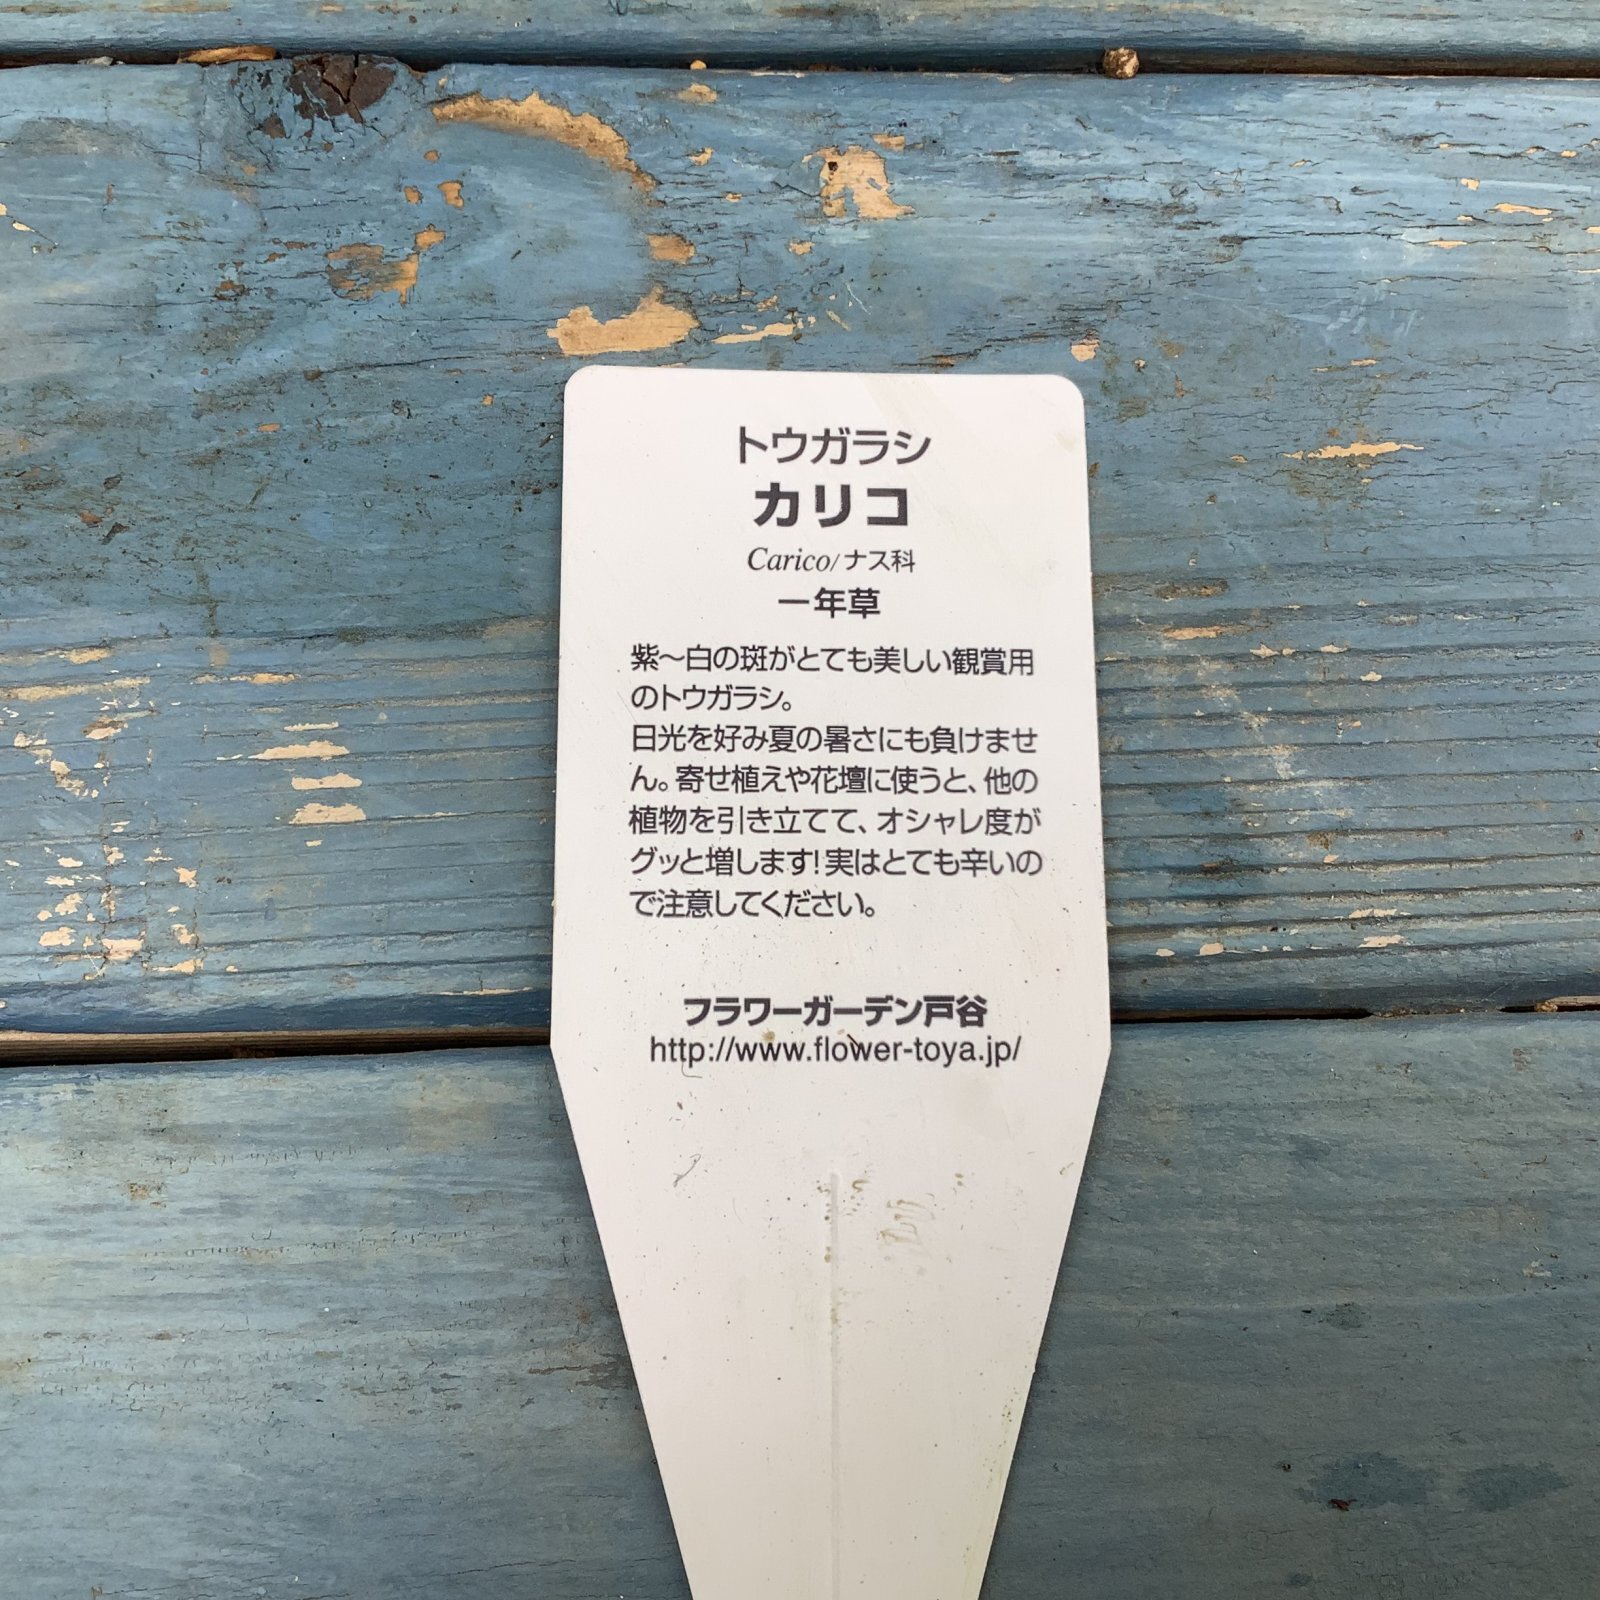 トウガラシ
カリコ
Carico/ナス科
一年草
紫〜白の斑がとても美しい観賞用
のトウガラシ。
日光を好み夏の暑さにも負けませ
ん。寄せ植えや花壇に使うと、他の
植物を引き立てて、オシャレ度が
グッと増します!実はとても辛いの
で注意してください。
フラワーガーデン戸谷
http://www.flower-toya.jp/